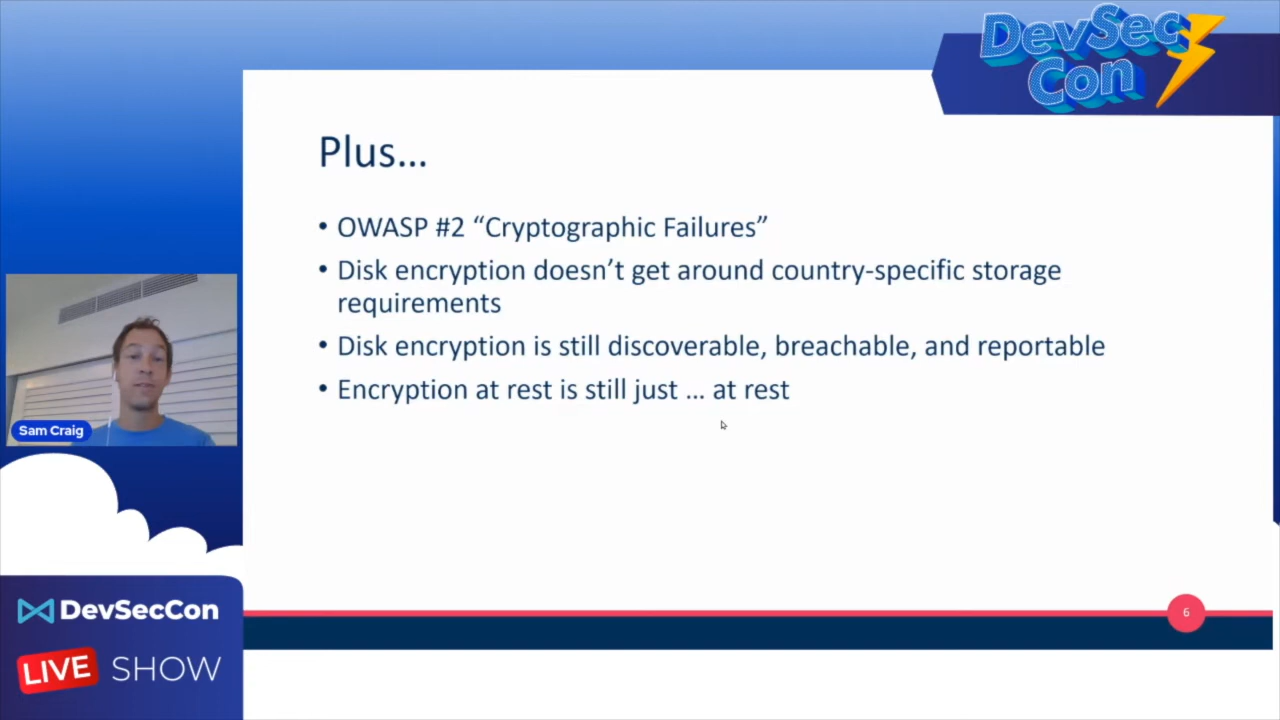 DevSec
Con
Plus…
• OWASP #2 “Cryptographic Failures”
• Disk encryption doesn’t get around country-specific storage
requirements
• Disk encryption is still discoverable, breachable, and reportable
• Encryption at rest is still just … at rest
Sam Craig
DevSecCon
LIVE SHOW
6